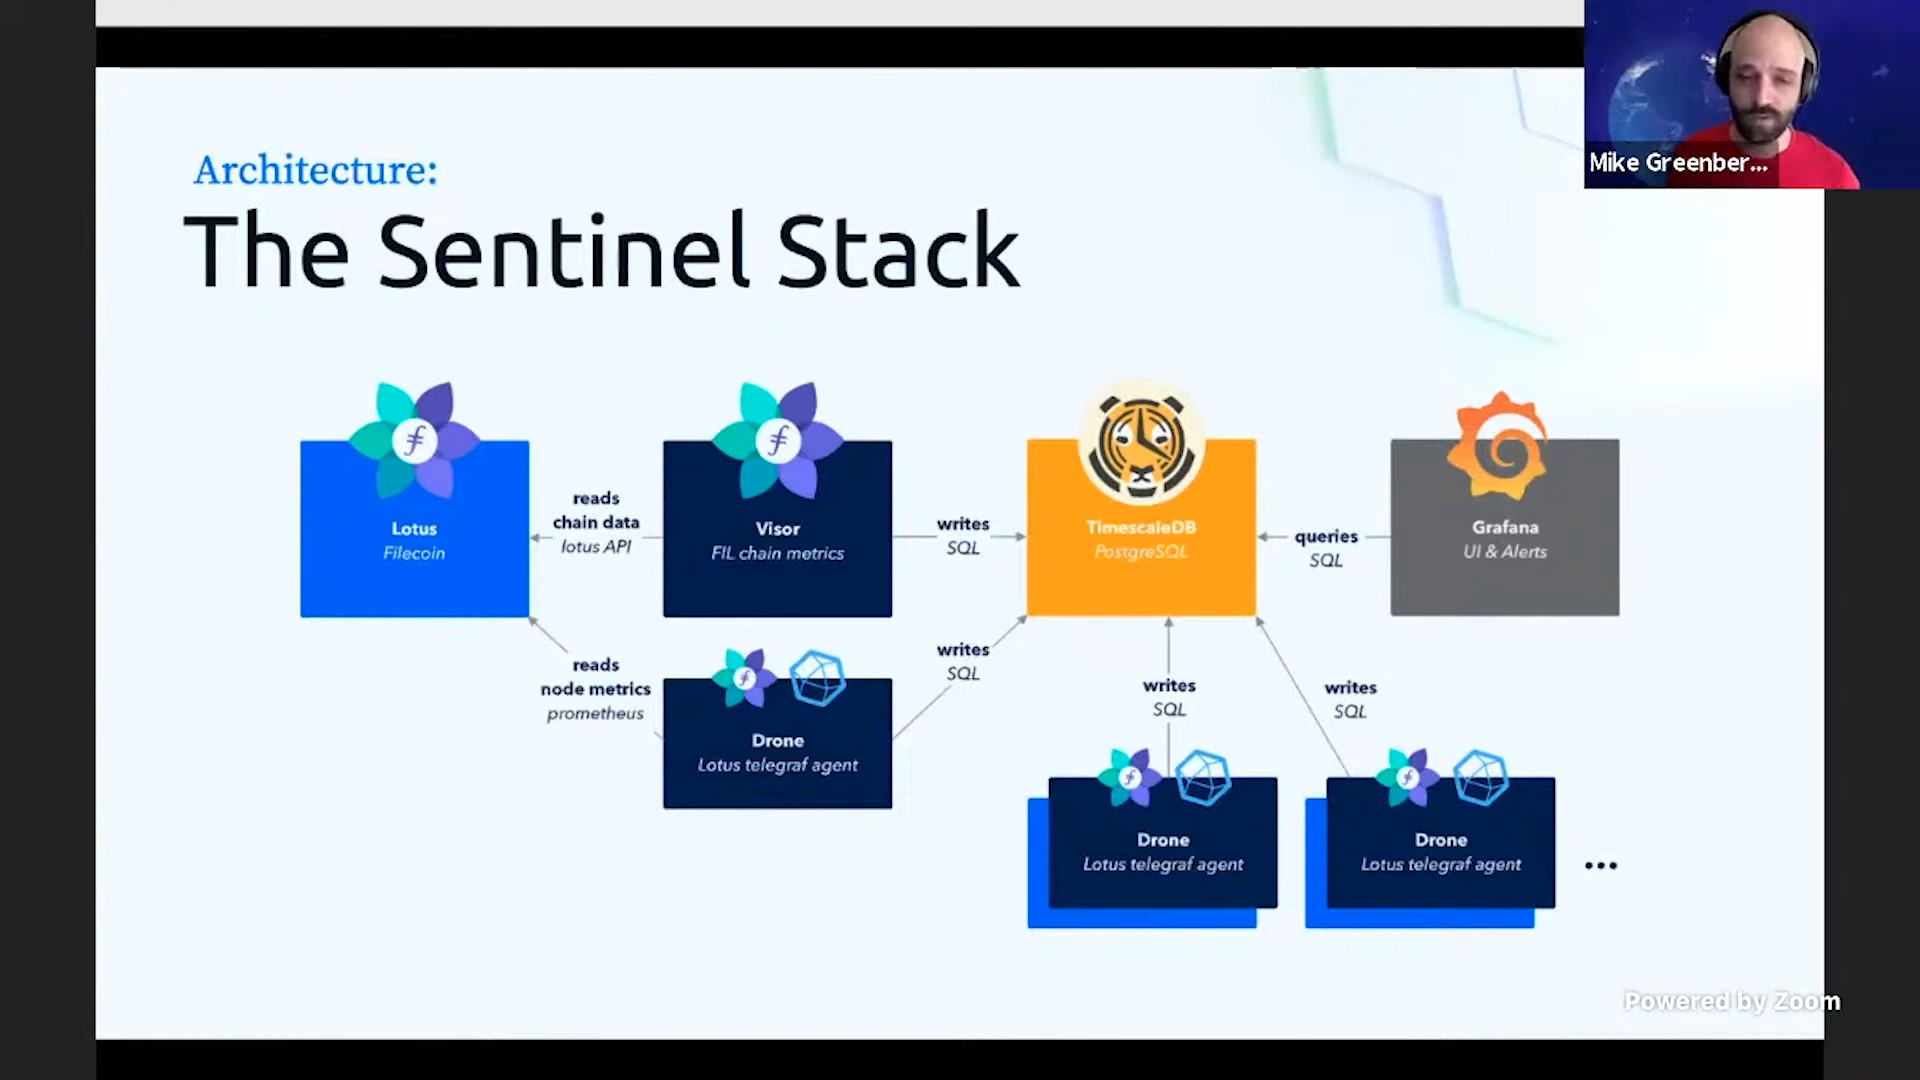 Mike Greenber...
Architecture:
The Sentinel Stack
Lotus
Filecoin
reads
chain data
lotus API
Visor
FIL chain metrics
writes
SQL
TimescaleDB
PostgreSQL
queries
SQL
Grafana
UI & Alerts
reads
node metrics
prometheus
Drone
Lotus telegraf agent
writes
SQL
writes
SQL
writes
SQL
Drone
Lotus telegraf agent
Drone
Lotus telegraf agent
...
Powered by Zoom